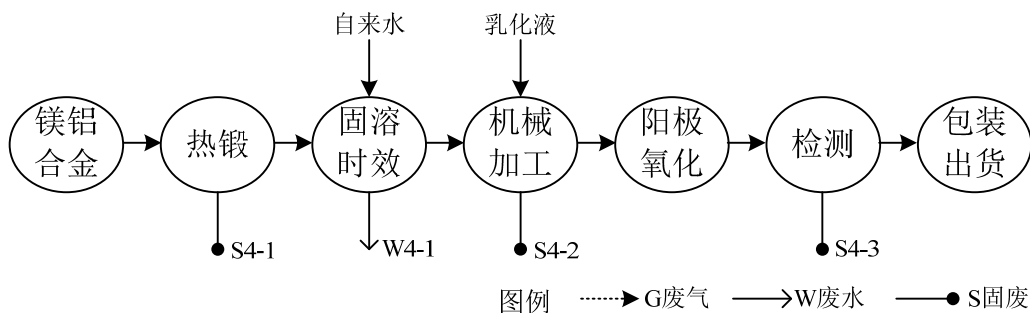 自来水
乳化液
镁铝
合金
热锻
固溶
时效
机械
加工
阳极
氧化
检测
包装
出货
S4-1
W4-1
S4-2
S4-3
图例
G废气
W废水
S固废